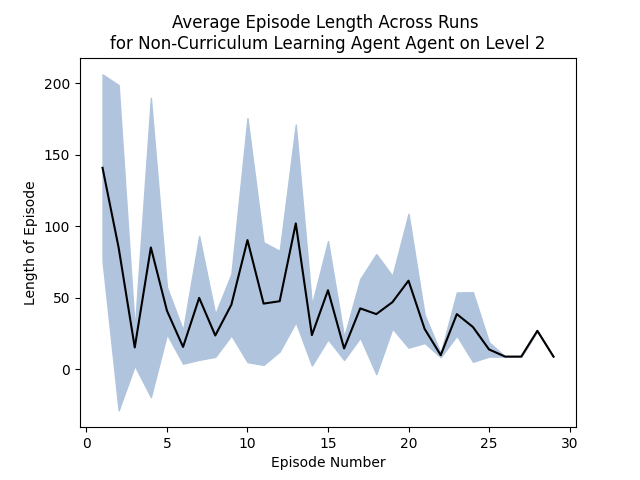 Average Episode Length Across Runs
for Non-Curriculum Learning Agent Agent on Level 2
200
150
100
50
0
Length of Episode
0 5 10 15 20 25 30
Episode Number